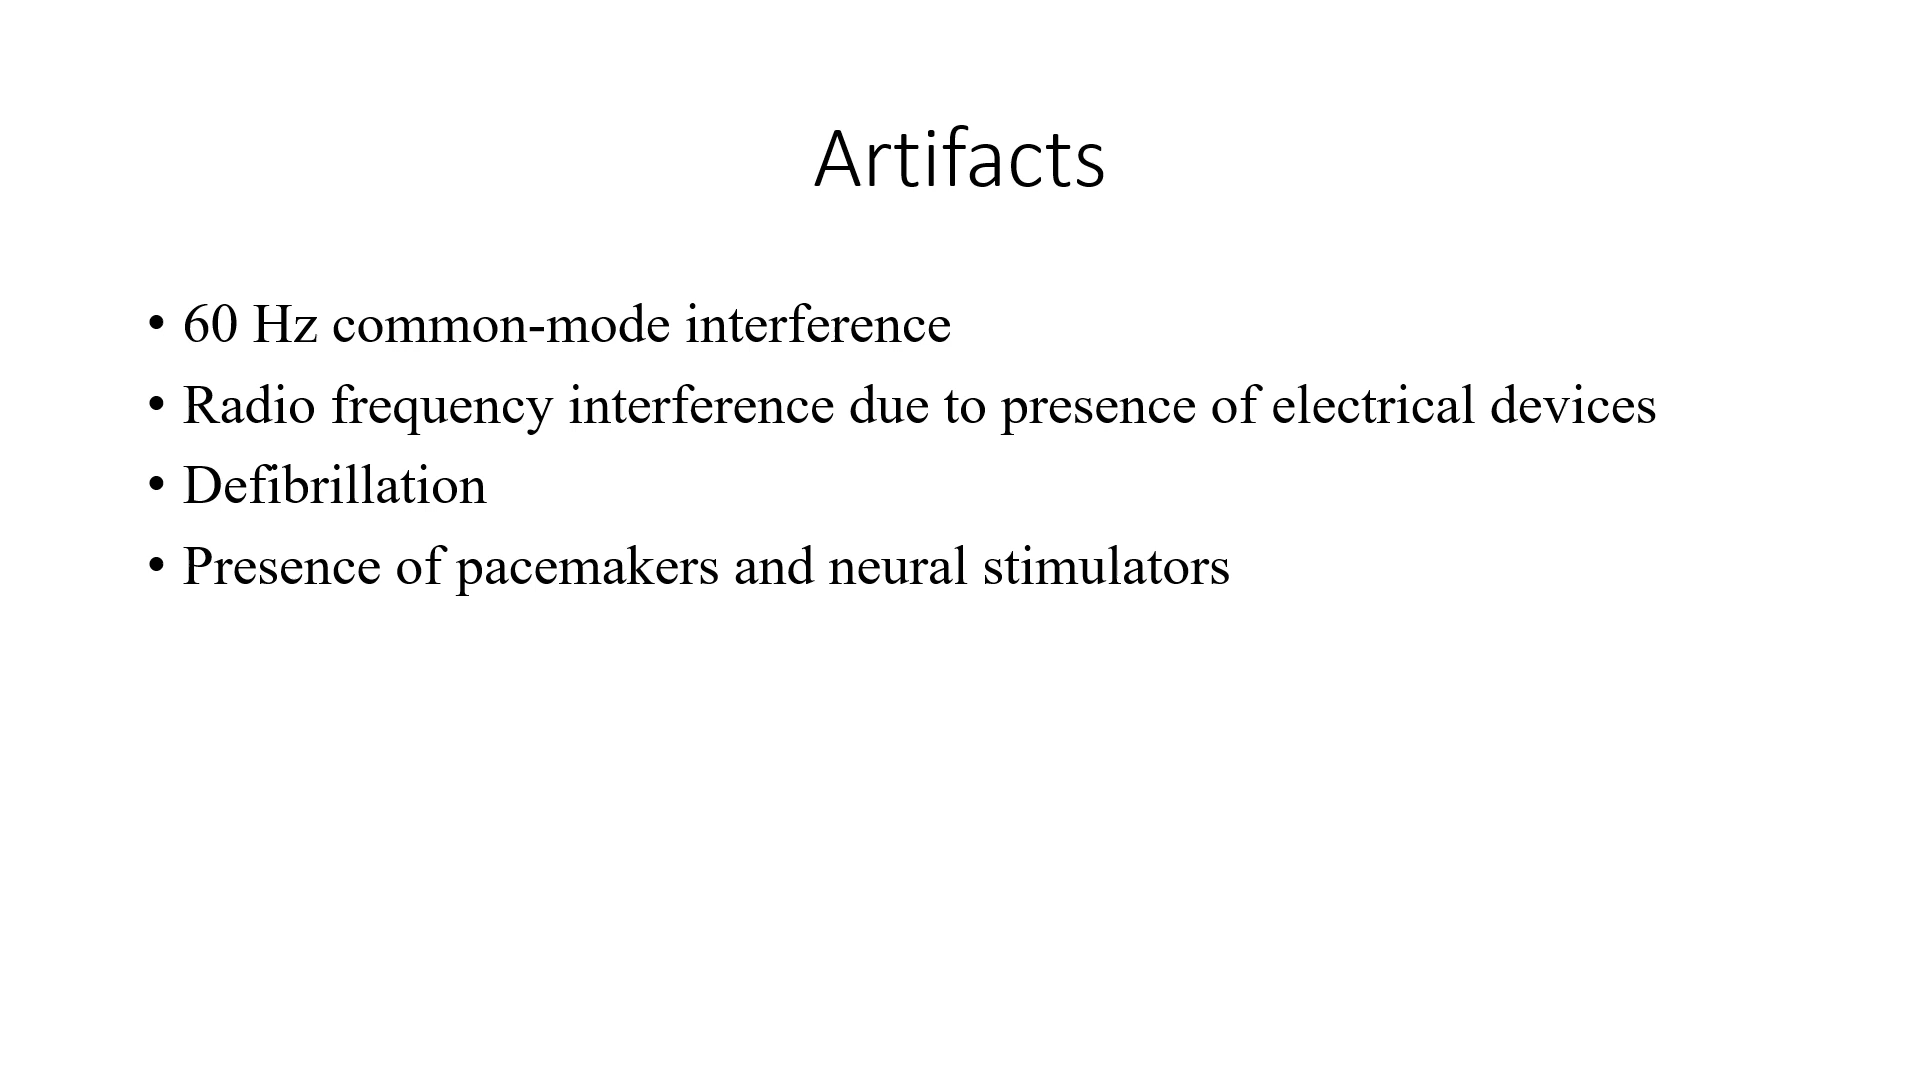 Artifacts
• 60 Hz common-mode interference
• Radio frequency interference due to presence of electrical devices
• Defibrillation
• Presence of pacemakers and neural stimulators